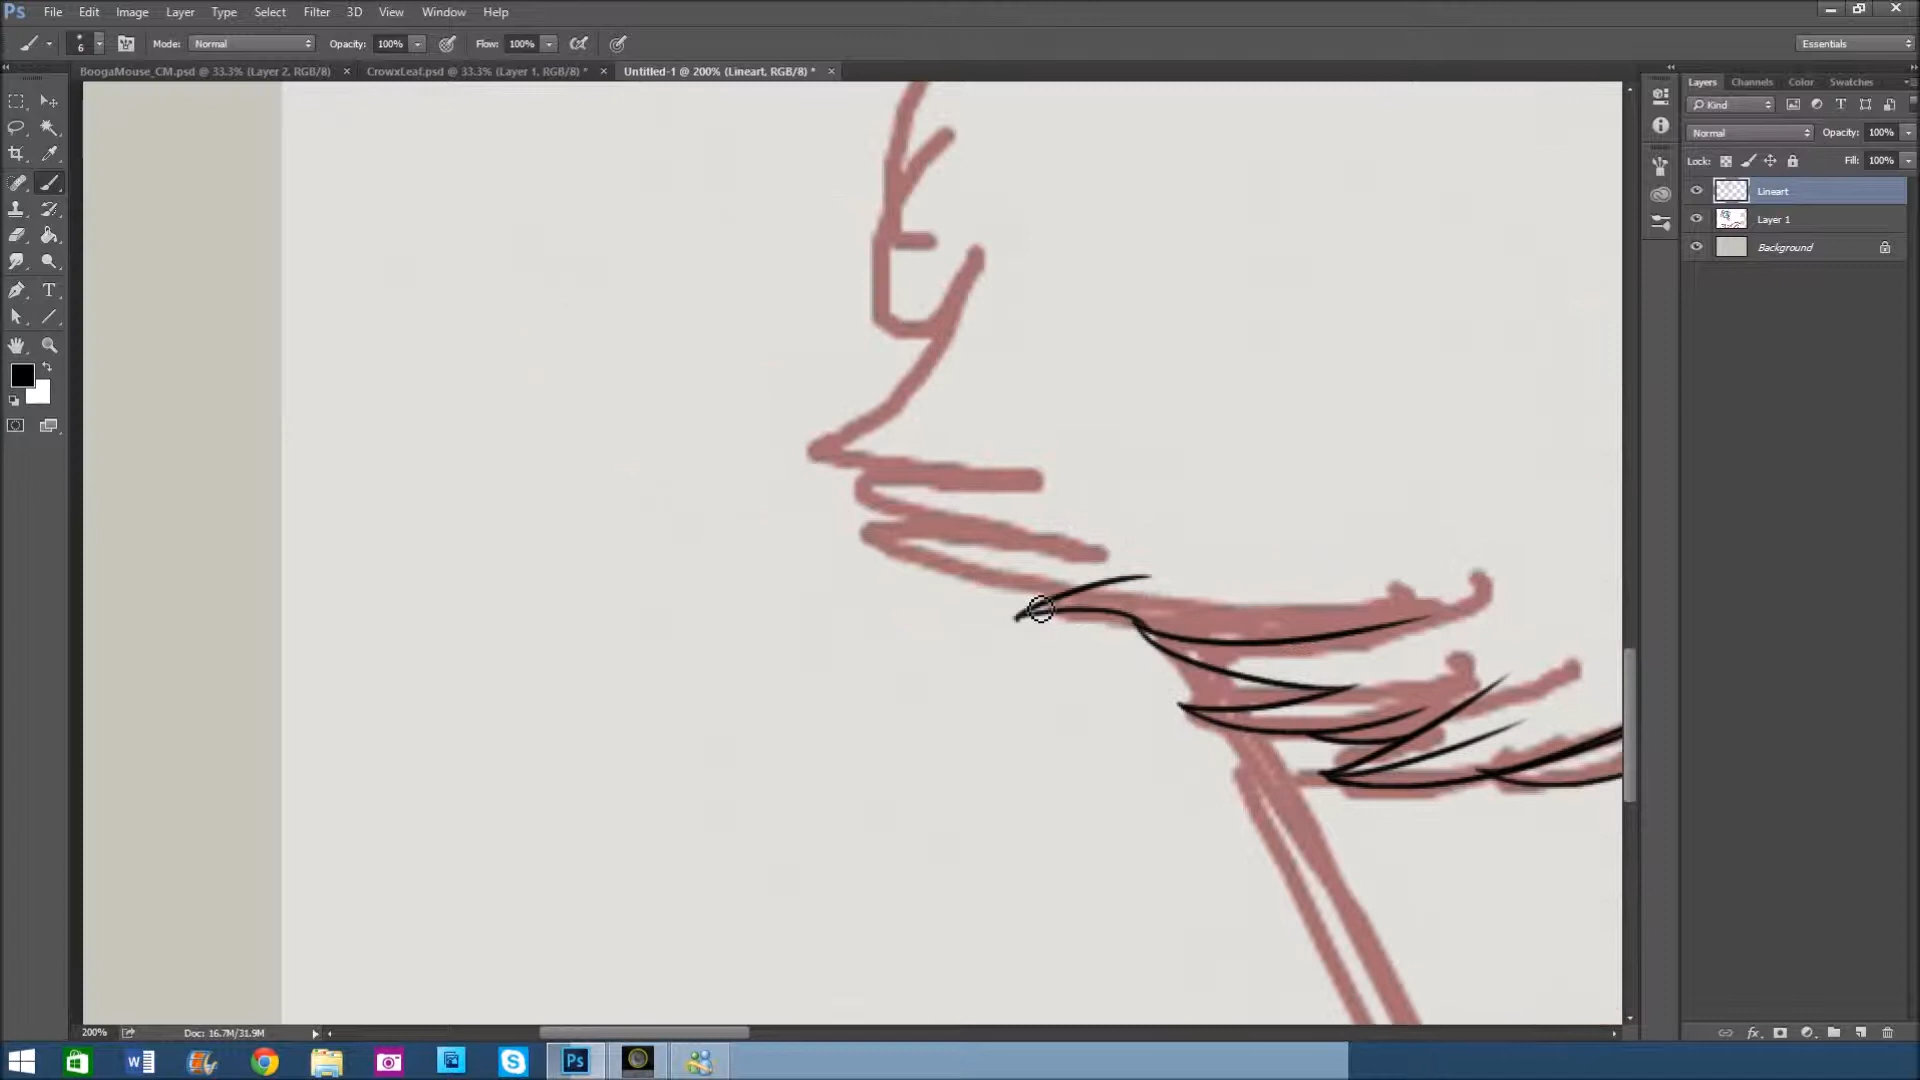 Ps File Edit Image Layer Type Select Filter 3D View Window Help
6 Mode: Normal Opacity: 100% Flow: 100% Essentials
BoogaMouse_CM.psd @ 33.3% (Layer 2, RGB/8) × CrowxLeaf.psd @ 33.3% (Layer 1, RGB/8) * × Untitled-1 @ 200% (Lineart, RGB/8) * ×
Layers Channels Color Swatches
Kind
Normal Opacity: 100%
Lock: Fill: 100%
Lineart
Layer 1
Background
200% Doc: 16.7M/31.9M